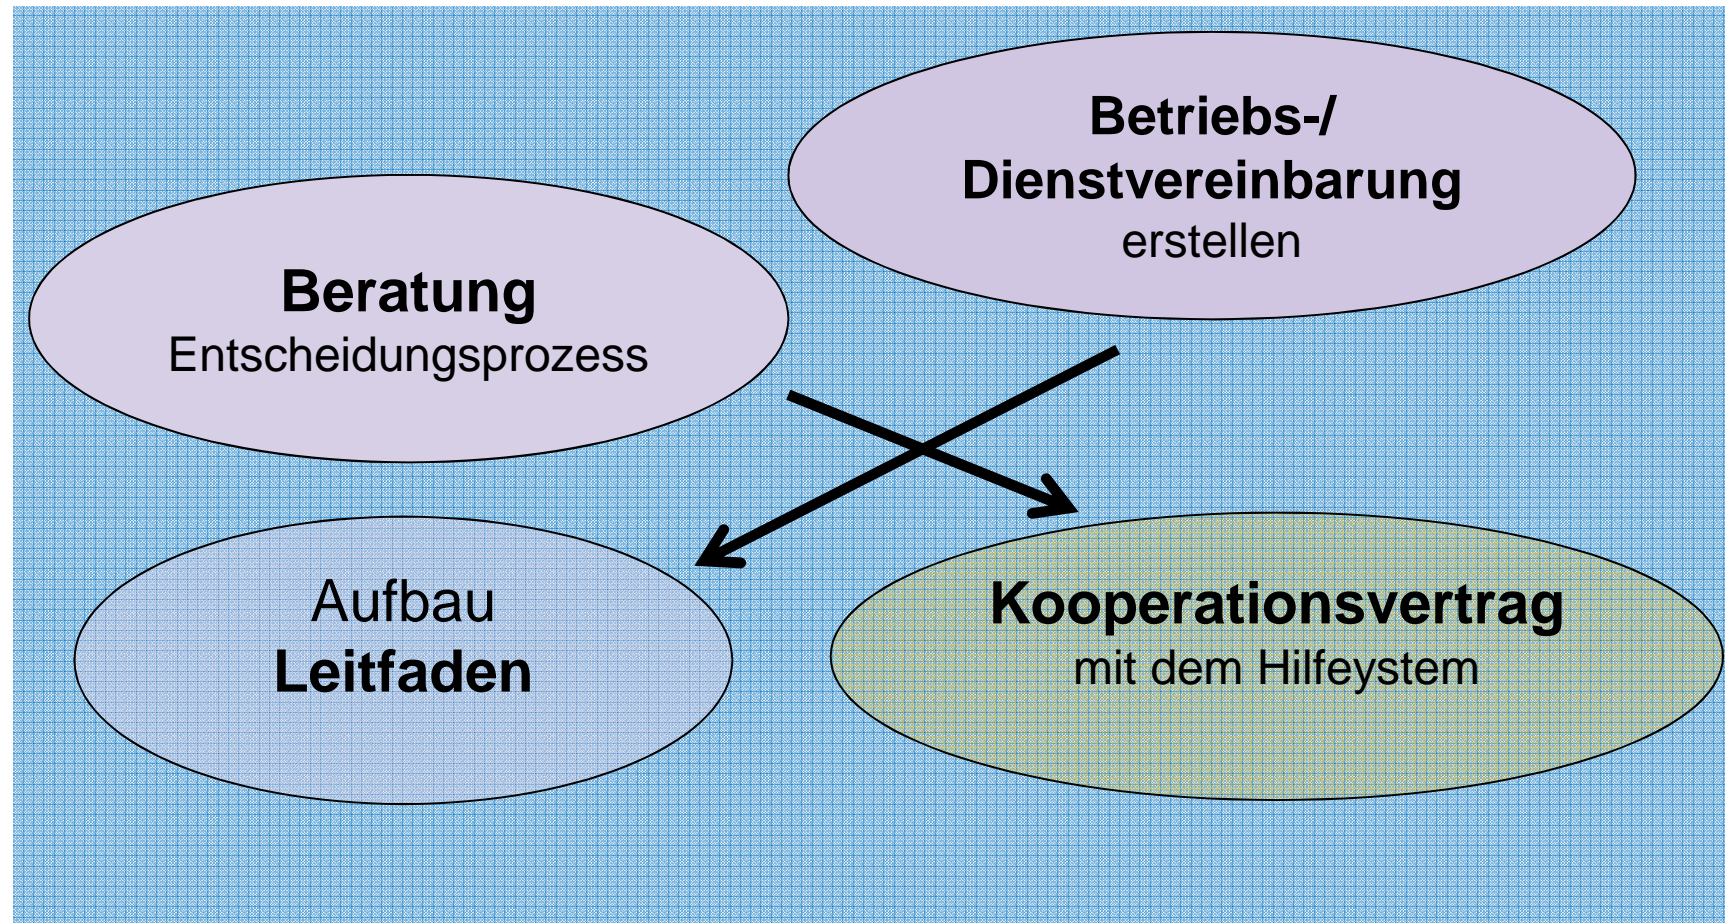 Betriebs-/
Dienstvereinbarung
erstellen
Beratung
Entscheidungsprozess
Aufbau
Leitfaden
Kooperationsvertrag
mit dem Hilfeystem